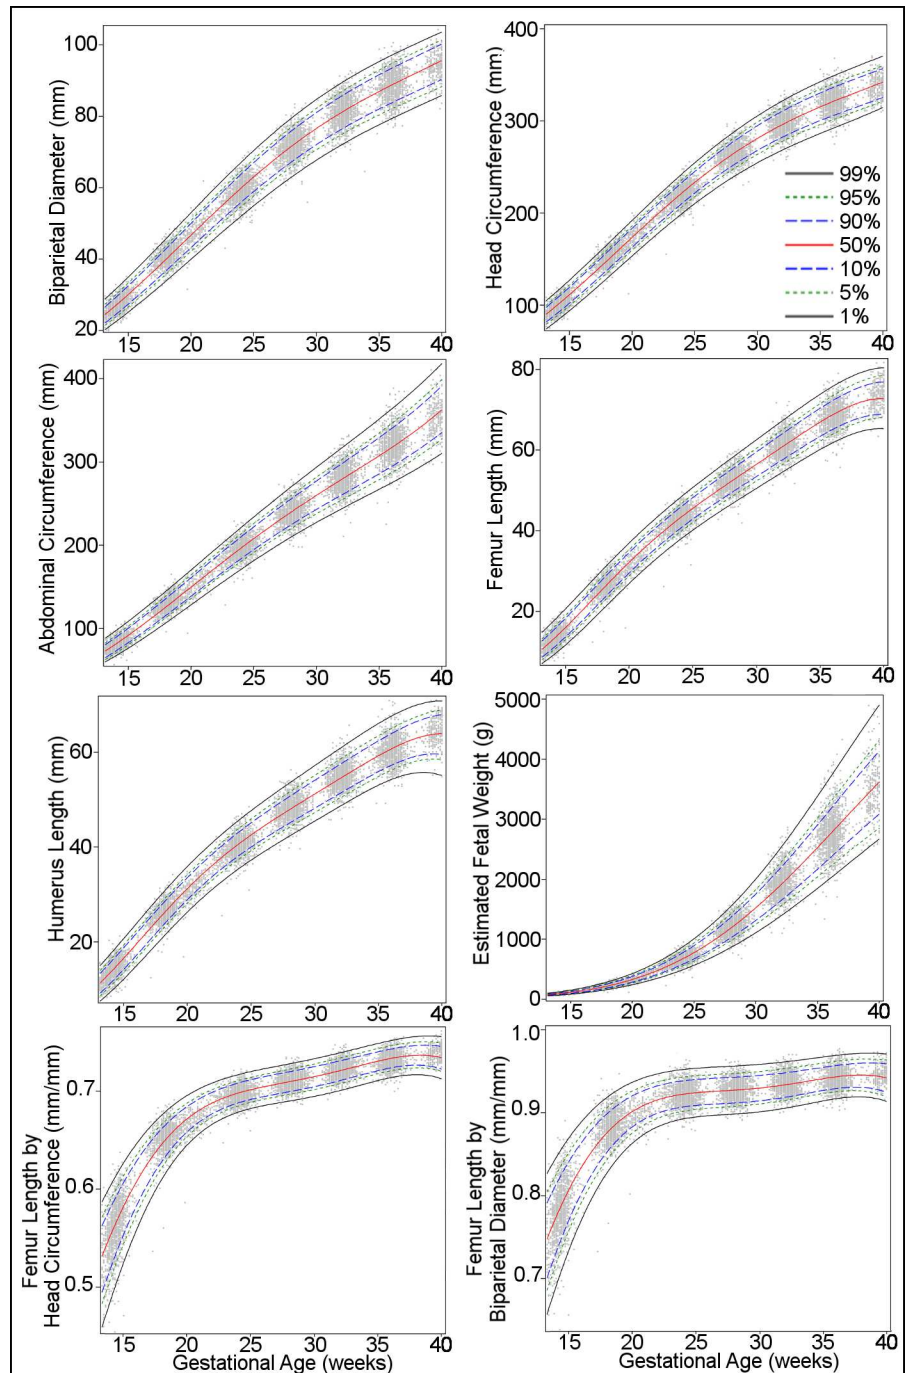 Biparietal Diameter (mm)
100
80
60
40
20
15 20 25 30 35 40
Head Circumference (mm)
400
300
200
100
99%
95%
90%
50%
10%
5%
1%
15 20 25 30 35 40
Abdominal Circumference (mm)
400
300
200
100
15 20 25 30 35 40
Femur Length (mm)
80
60
40
20
15 20 25 30 35 40
Humerus Length (mm)
60
40
20
15 20 25 30 35 40
Estimated Fetal Weight (g)
5000
4000
3000
2000
1000
0
15 20 25 30 35 40
Femur Length by
Head Circumference (mm/mm)
0.7
0.6
0.5
15 20 25 30 35 40
Gestational Age (weeks)
Femur Length by
Biparietal Diameter (mm/mm)
1.0
0.9
0.8
0.7
15 20 25 30 35 40
Gestational Age (weeks)